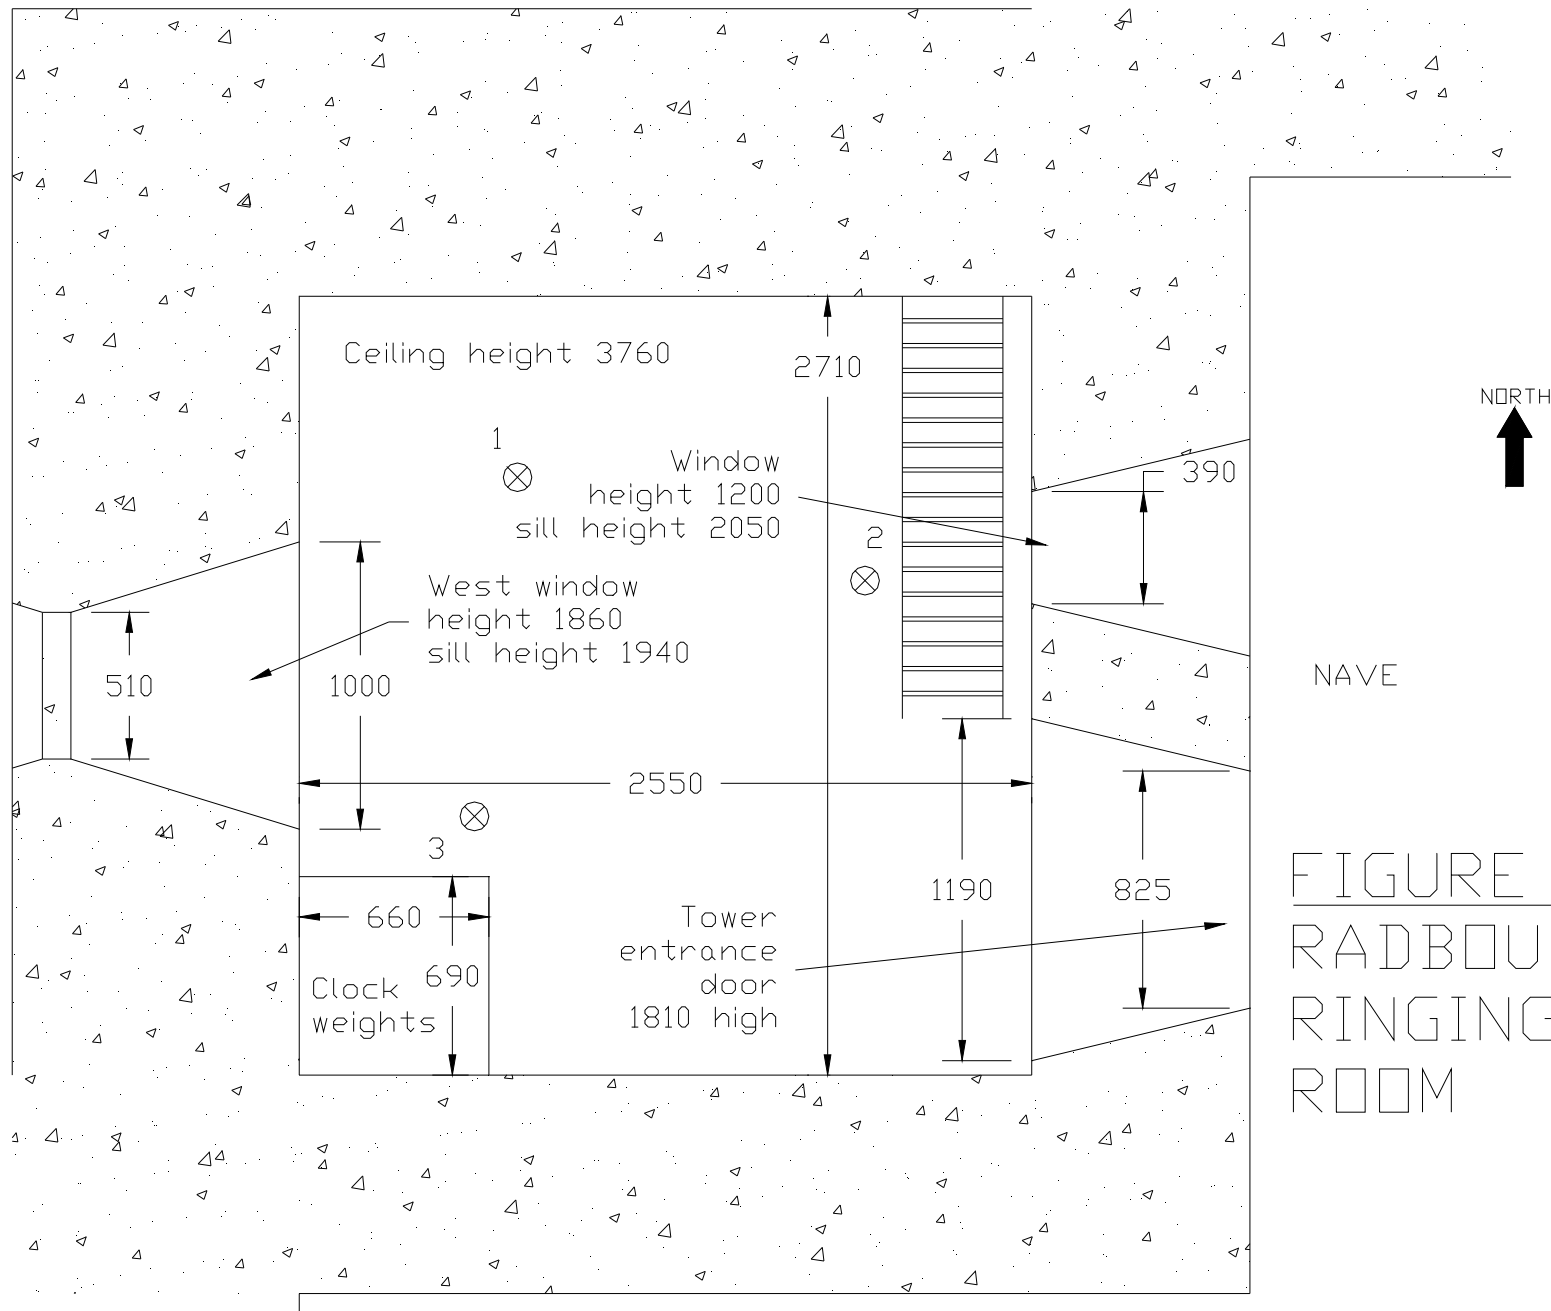 Ceiling height 3760
2710
NORTH
1
Window
height 1200
sill height 2050
390
2
West window
height 1860
sill height 1940
510
1000
NAVE
2550
3
660
690
Clock
weights
1190
825
Tower
entrance
door
1810 high
FIGURE
RADBOU
RINGING
ROOM